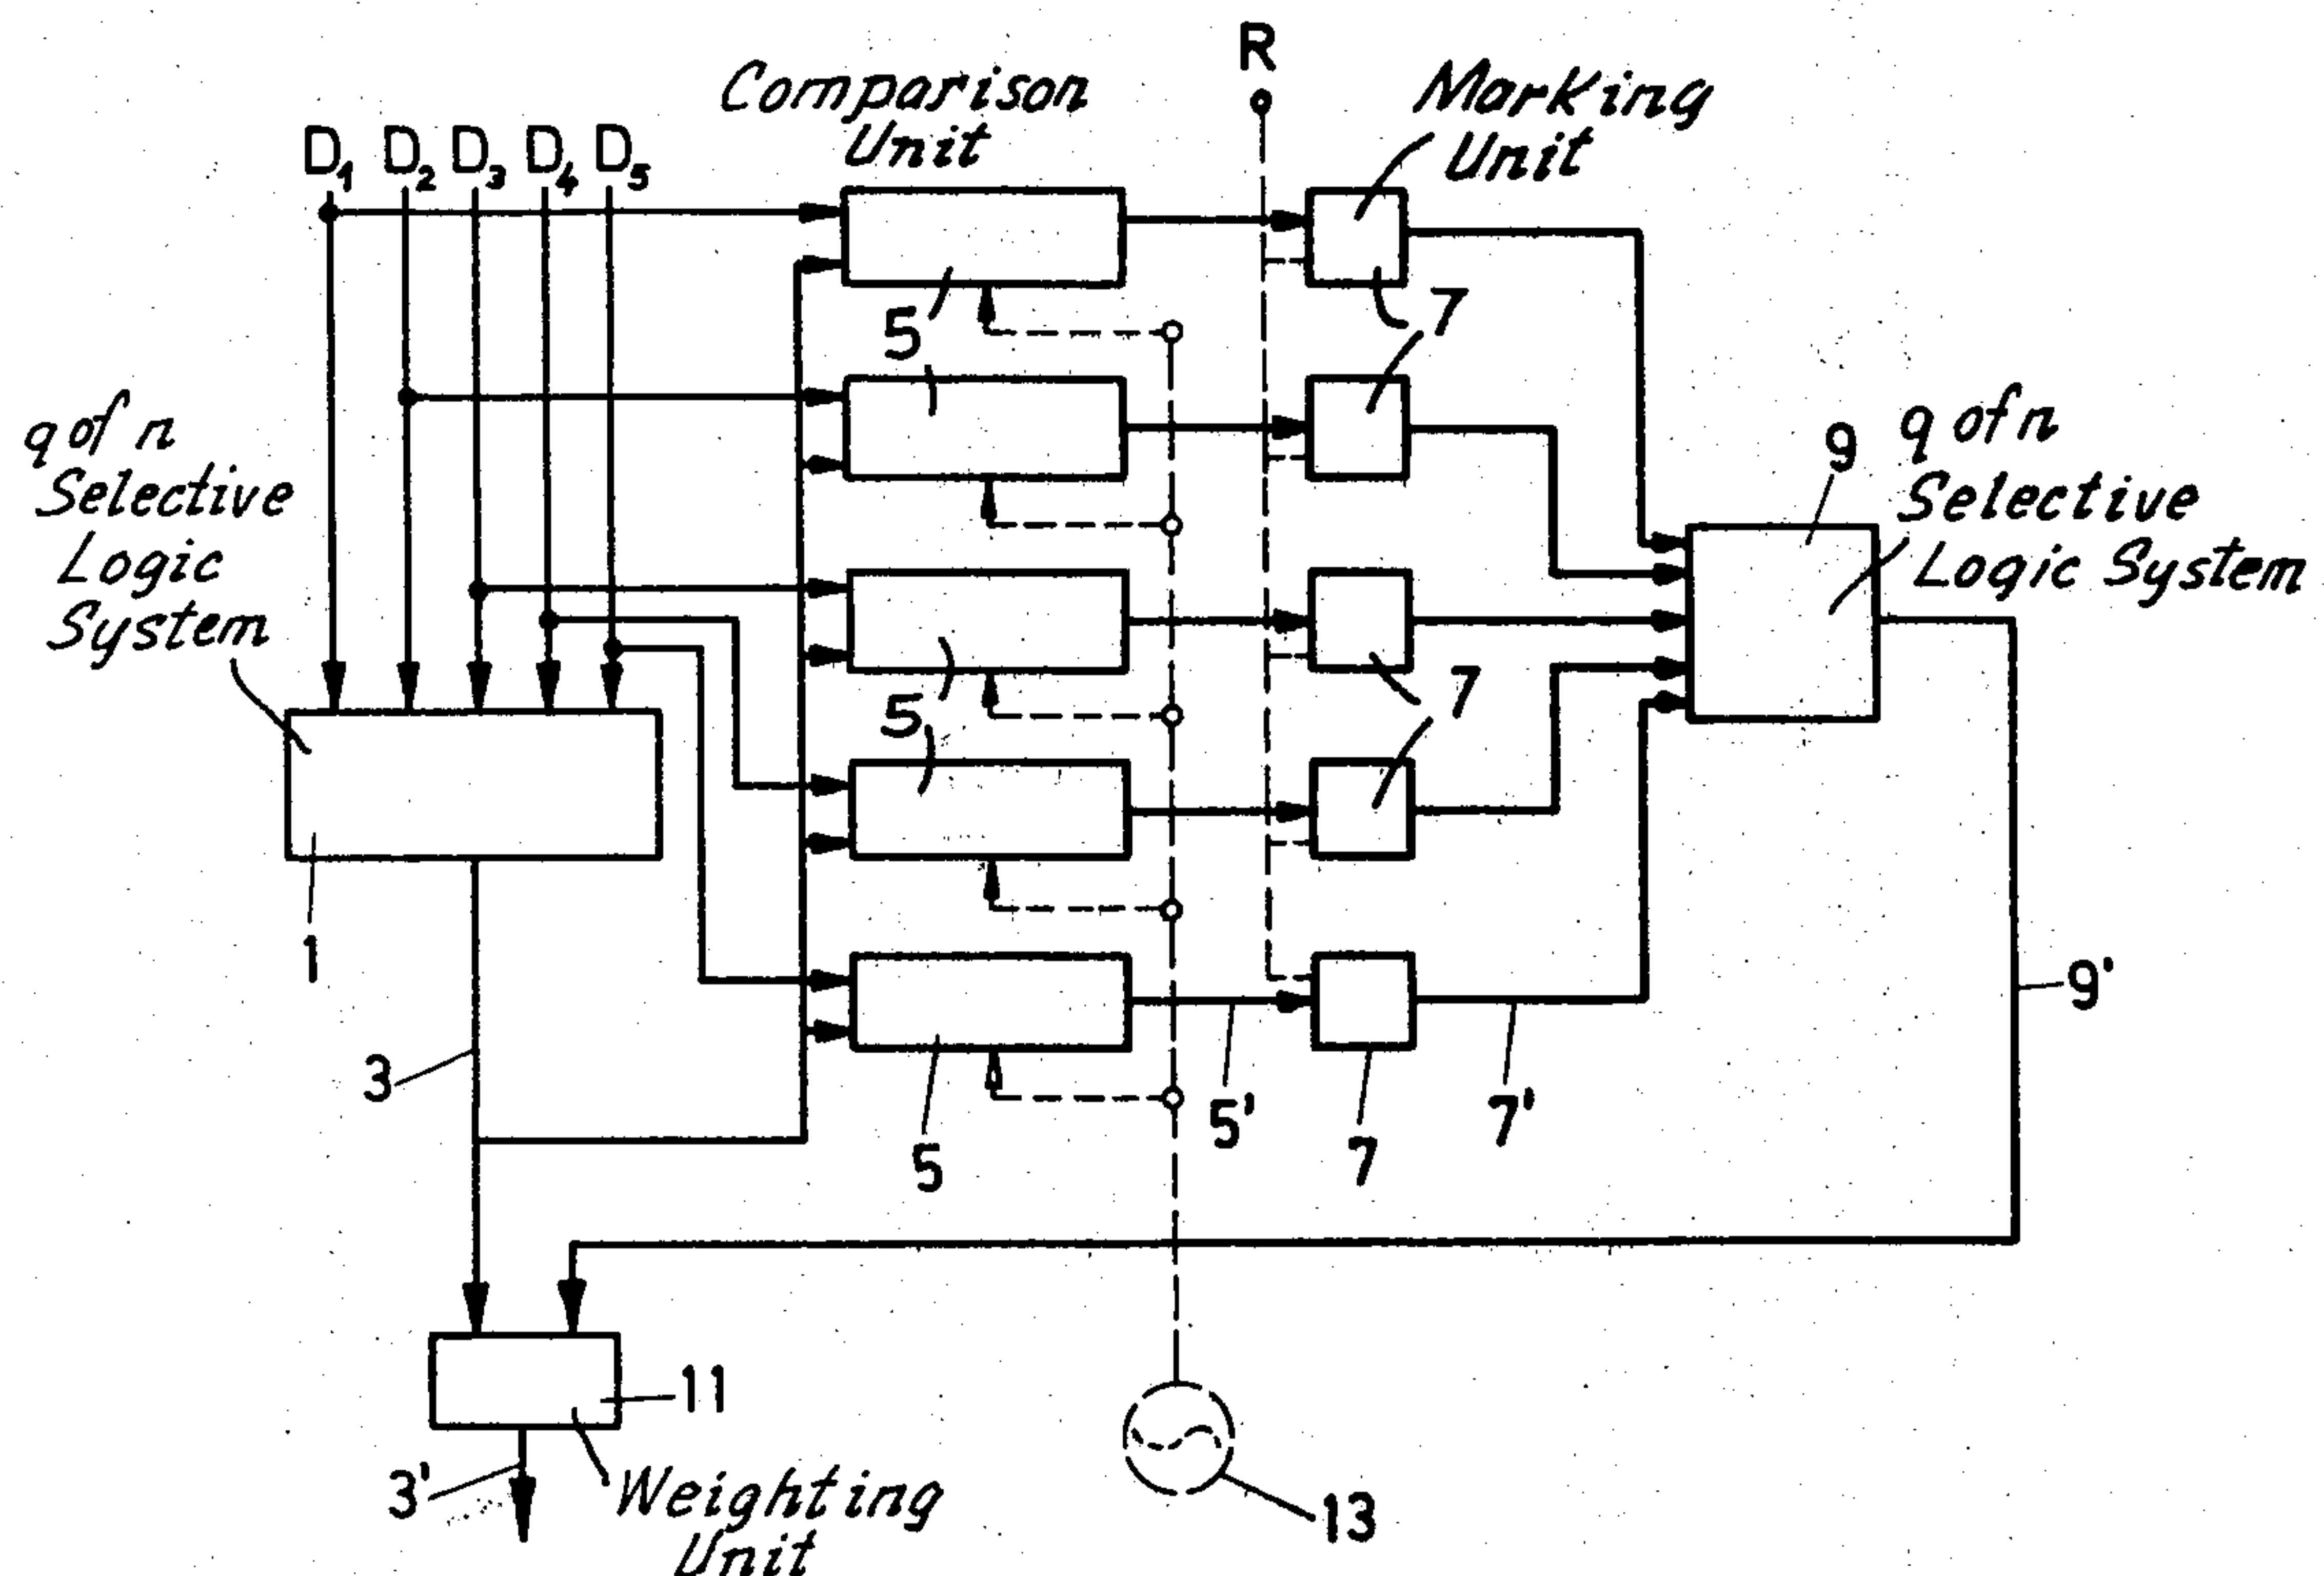 R
Comparison
Unit
Marking
Unit
D1 D2 D3 D4 D5
5
7
q of n
Selective
Logic
System
9
q of n
Selective
Logic System
5
7
1
9'
3
5'
7'
5
7
11
3'
Weighting
Unit
13